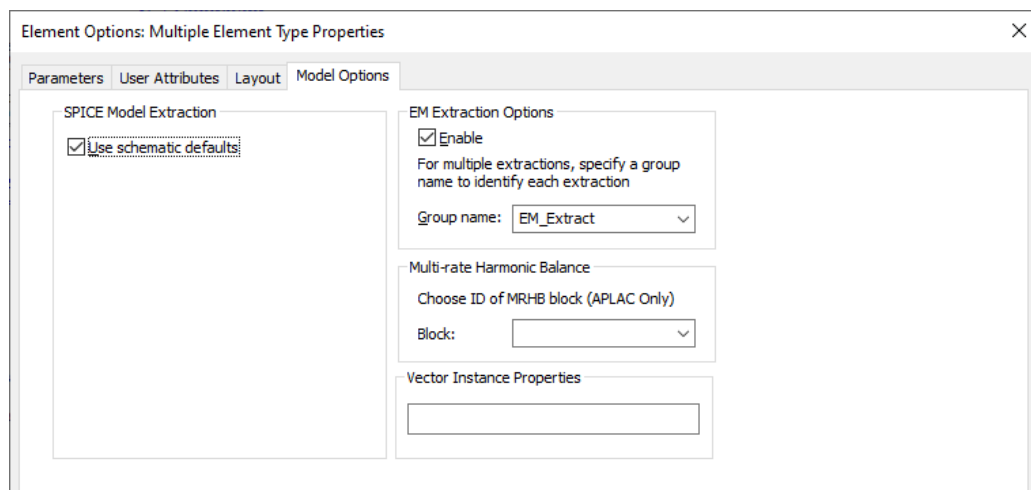 Element Options: Multiple Element Type Properties
Parameters User Attributes Layout Model Options
SPICE Model Extraction
Use schematic defaults
EM Extraction Options
Enable
For multiple extractions, specify a group
name to identify each extraction
Group name: EM_Extract
Multi-rate Harmonic Balance
Choose ID of MRHB block (APLAC Only)
Block:
Vector Instance Properties